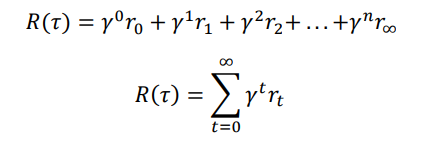 R(τ) = γ⁰r₀ + γ¹r₁ + γ²r₂+ …+γⁿr∞
R(τ) = ∑_{t=0}^{∞} γᵗrₜ